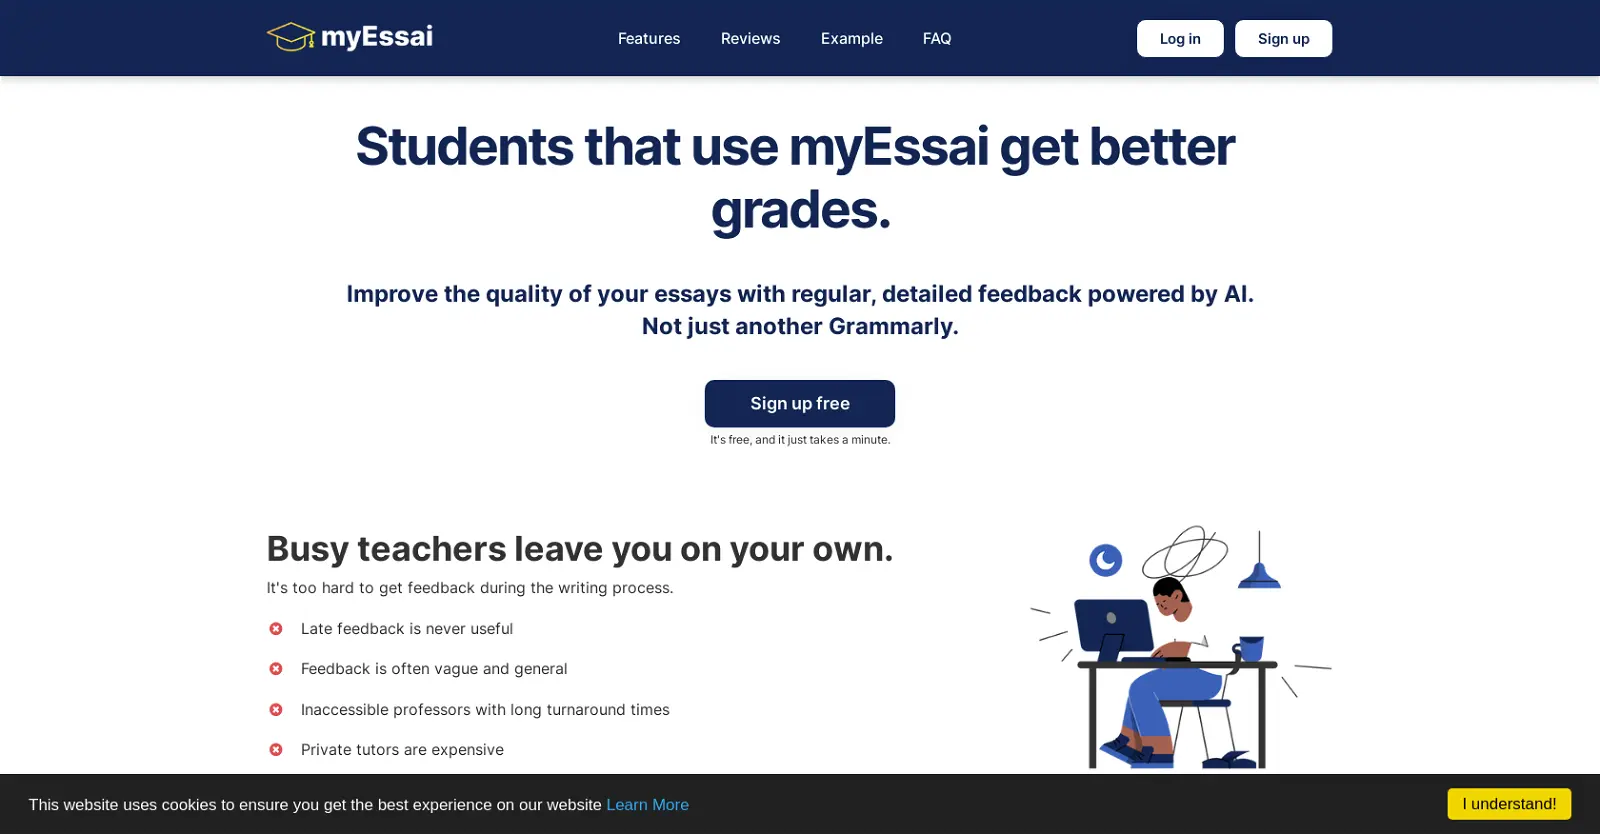 myEssai
Features
Reviews
Example
FAQ
Log in
Sign up
Students that use myEssai get better
grades.
Improve the quality of your essays with regular, detailed feedback powered by AI.
Not just another Grammarly.
Sign up free
It's free, and it just takes a minute.
Busy teachers leave you on your own.
It's too hard to get feedback during the writing process.
Late feedback is never useful
Feedback is often vague and general
Inaccessible professors with long turnaround times
Private tutors are expensive
This website uses cookies to ensure you get the best experience on our website Learn More
I understand!